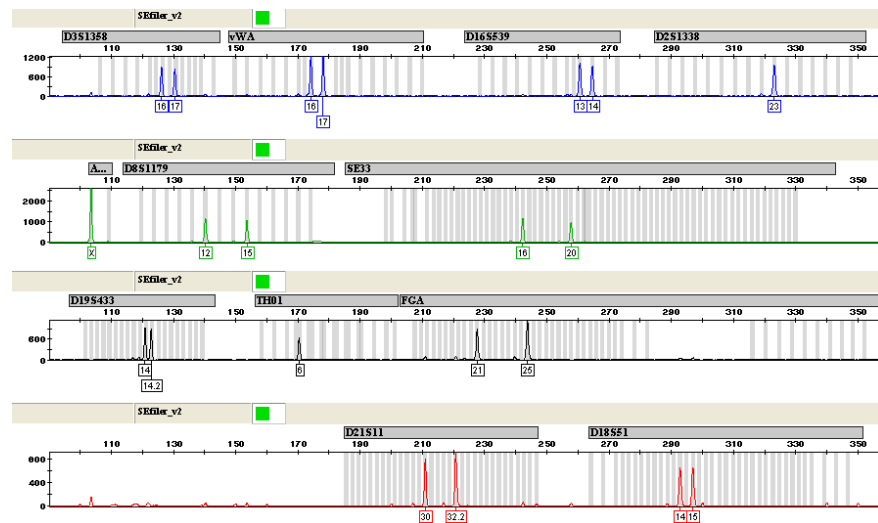 SEfiler_v2
D3S1358 vWA D16S539 D2S1338
110 130 150 170 190 210 230 250 270 290 310 330 350
1200
600
0
16 17 16 13 14 23
17
SEfiler_v2
A... D8S1179 SE33
110 130 150 170 190 210 230 250 270 290 310 330 350
2000
1000
0
X 12 15 16 20
SEfiler_v2
D19S433 TH01 FGA
110 130 150 170 190 210 230 250 270 290 310 330 350
600
0
14 6 21 25
14.2
SEfiler_v2
D21S11 D18S51
110 130 150 170 190 210 230 250 270 290 310 330 350
800
400
0
30 32.2 14 15